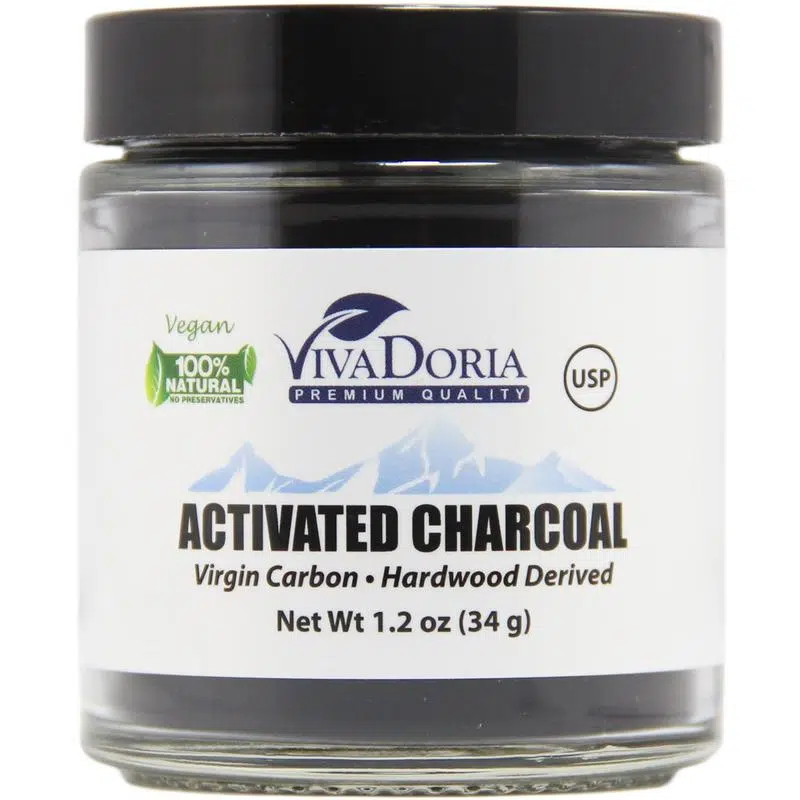 Vegan
100%
NATURAL
NO PRESERVATIVES
VIVADORIA
PREMIUM QUALITY
USP
ACTIVATED CHARCOAL
Virgin Carbon • Hardwood Derived
Net Wt 1.2 oz (34 g)